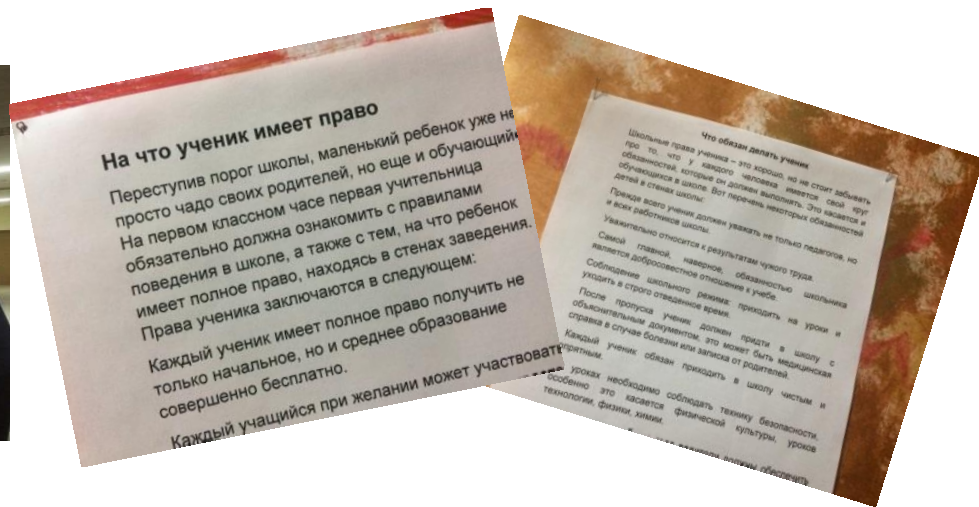 На что ученик имеет право
Переступив порог школы, маленький ребенок уже не
просто чадо своих родителей, но еще и обучающий
На первом классном часе первая учительница
обязательно должна ознакомить с правилами
поведения в школе, а также с тем, на что ребенок
имеет полное право, находясь в стенах заведения.
Права ученика заключаются в следующем:
Каждый ученик имеет полное право получить не
только начальное, но и среднее образование
совершенно бесплатно.
Каждый учащийся при желании может участвовать
Что обязан делать ученик
Школьные права ученика – это хорошо, но не стоит забывать
про то, что у каждого человека имеется свой круг
обязанностей, которые он должен выполнять. Это касается и
обучающихся в школе. Вот перечень некоторых обязанностей
детей в стенах школы:
Прежде всего ученик должен уважать не только педагогов, но
и всех работников школы.
Уважительно относится к результатам чужого труда.
Самой главной, наверное, обязанностью школьника
является добросовестное отношение к учебе.
Соблюдение школьного режима: приходить на уроки и
уходить в строго отведенное время.
После пропуска ученик должен придти в школу с
объяснительным документом, это может быть медицинская
справка в случае болезни или записка от родителей.
Каждый ученик обязан приходить в школу чистым и
опрятным.
уроках необходимо соблюдать технику безопасности,
особенно это касается физической культуры, уроков
технологии, физики, химии.
должны обеспечить